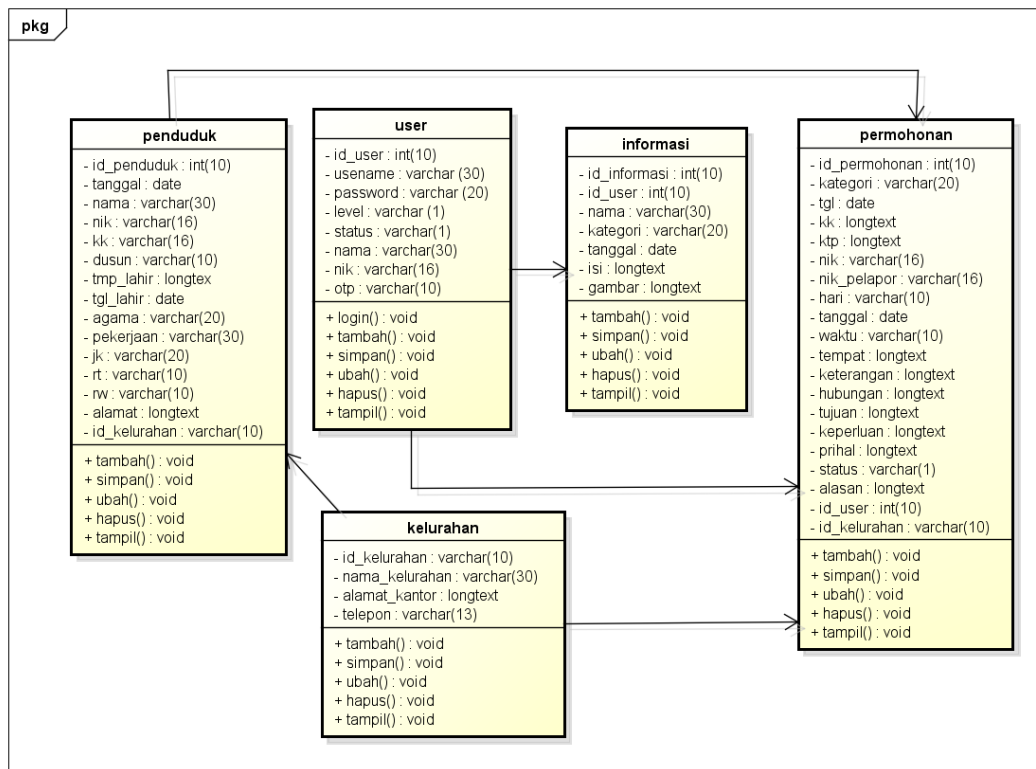 pkg
penduduk
- id_penduduk : int(10)
- tanggal : date
- nama : varchar(30)
- nik : varchar(16)
- kk : varchar(16)
- dusun : varchar(10)
- tmp_lahir : longtex
- tgl_lahir : date
- agama : varchar(20)
- pekerjaan : varchar(30)
- jk : varchar(20)
- rt : varchar(10)
- rw : varchar(10)
- alamat : longtext
- id_kelurahan : varchar(10)
+ tambah() : void
+ simpan() : void
+ ubah() : void
+ hapus() : void
+ tampil() : void
user
- id_user : int(10)
- usename : varchar (30)
- password : varchar (20)
- level : varchar (1)
- status : varchar(1)
- nama : varchar(30)
- nik : varchar(16)
- otp : varchar(10)
+ login() : void
+ tambah() : void
+ simpan() : void
+ ubah() : void
+ hapus() : void
+ tampil() : void
informasi
- id_informasi : int(10)
- id_user : int(10)
- nama : varchar(30)
- kategori : varchar(20)
- tanggal : date
- isi : longtext
- gambar : longtext
+ tambah() : void
+ simpan() : void
+ ubah() : void
+ hapus() : void
+ tampil() : void
permohonan
- id_permohonan : int(10)
- kategori : varchar(20)
- tgl : date
- kk : longtext
- ktp : longtext
- nik : varchar(16)
- nik_pelapor : varchar(16)
- hari : varchar(10)
- tanggal : date
- waktu : varchar(10)
- tempat : longtext
- keterangan : longtext
- hubungan : longtext
- tujuan : longtext
- keperluan : longtext
- prihal : longtext
- status : varchar(1)
- alasan : longtext
- id_user : int(10)
- id_kelurahan : varchar(10)
+ tambah() : void
+ simpan() : void
+ ubah() : void
+ hapus() : void
+ tampil() : void
kelurahan
- id_kelurahan : varchar(10)
- nama_kelurahan : varchar(30)
- alamat_kantor : longtext
- telepon : varchar(13)
+ tambah() : void
+ simpan() : void
+ ubah() : void
+ hapus() : void
+ tampil() : void